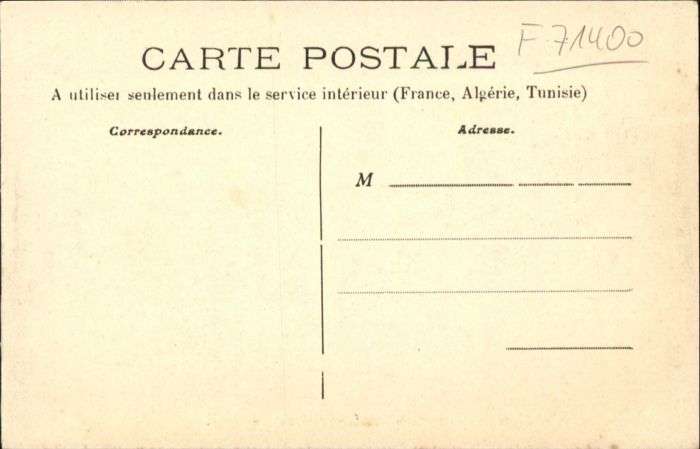 F. 71400
CARTE POSTALE
A utiliser seulement dans le service intérieur (France, Algérie, Tunisie)
Correspondance.
Adresse.
M